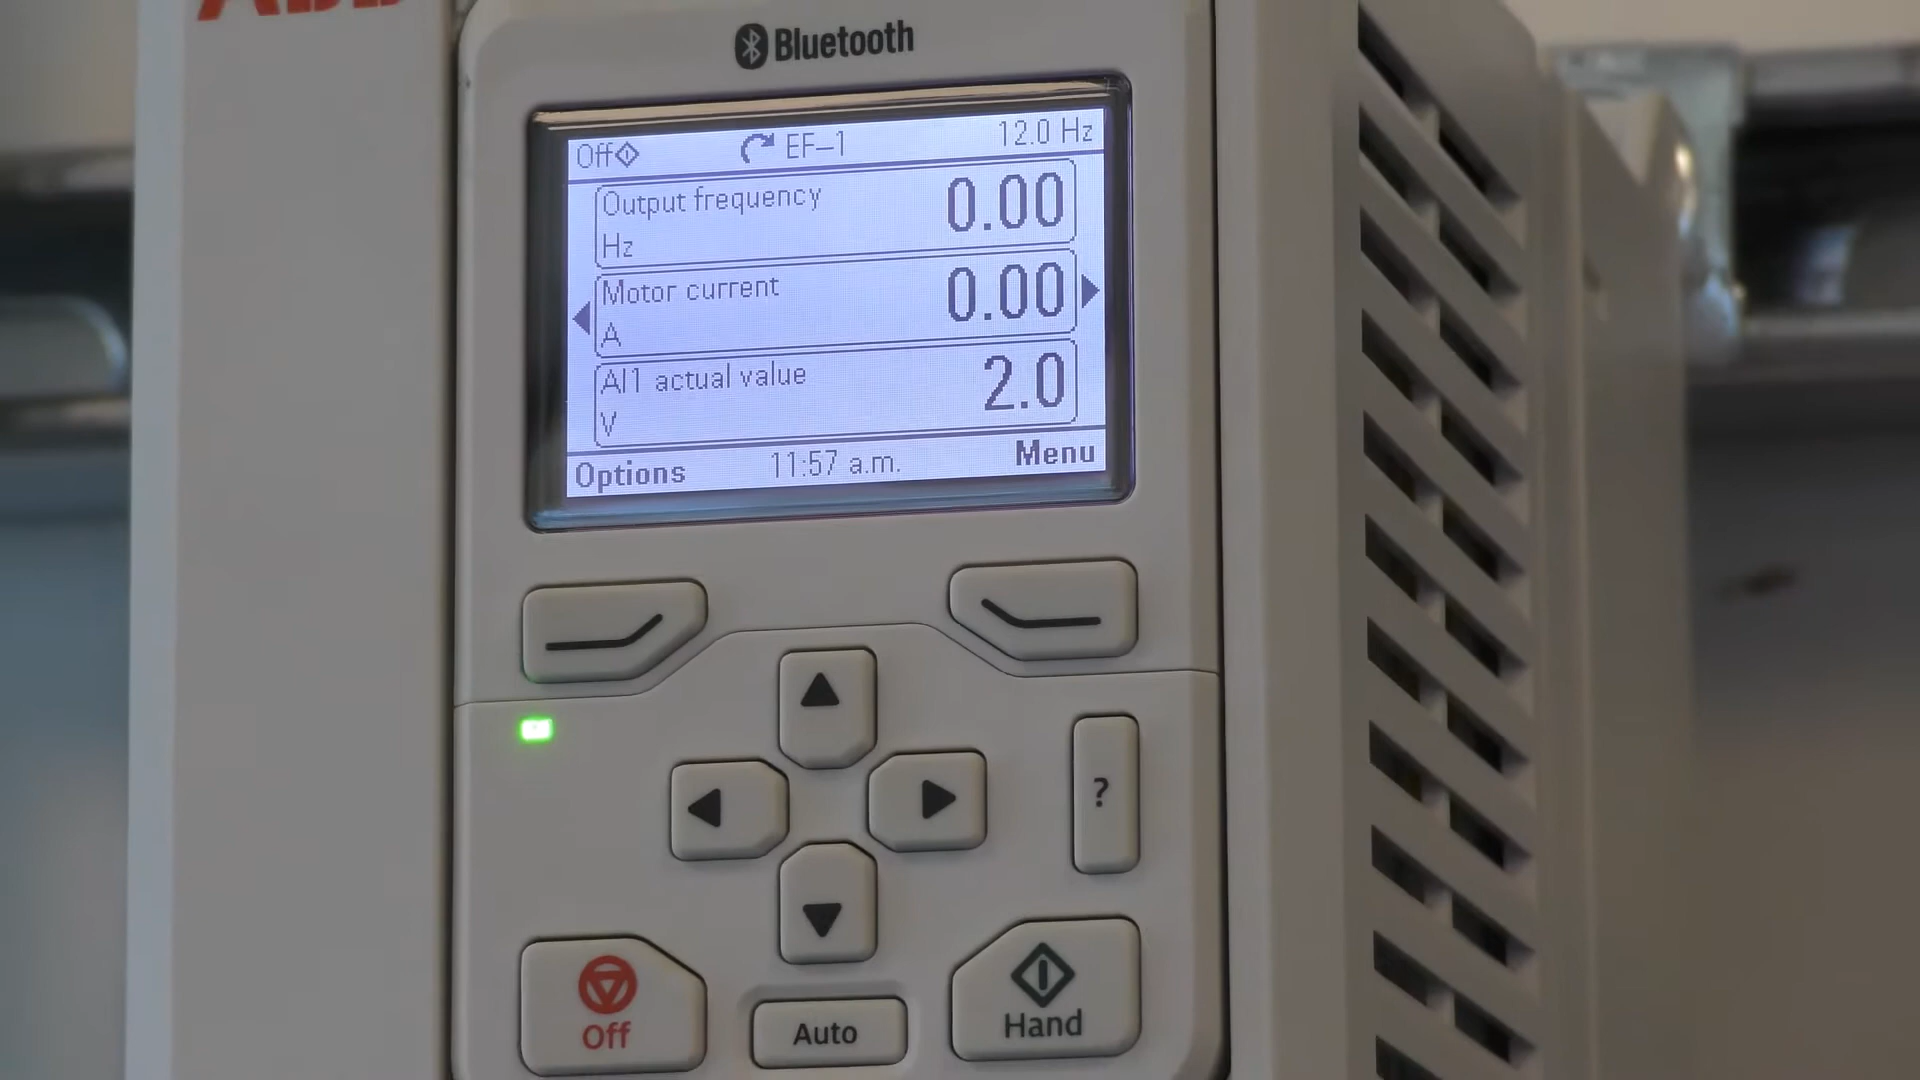 ABB
Bluetooth
Off EF–1 12.0 Hz
Output frequency 0.00
Hz
Motor current 0.00
A
AI1 actual value 2.0
V
Options 11:57 a.m. Menu
?
Off Auto Hand